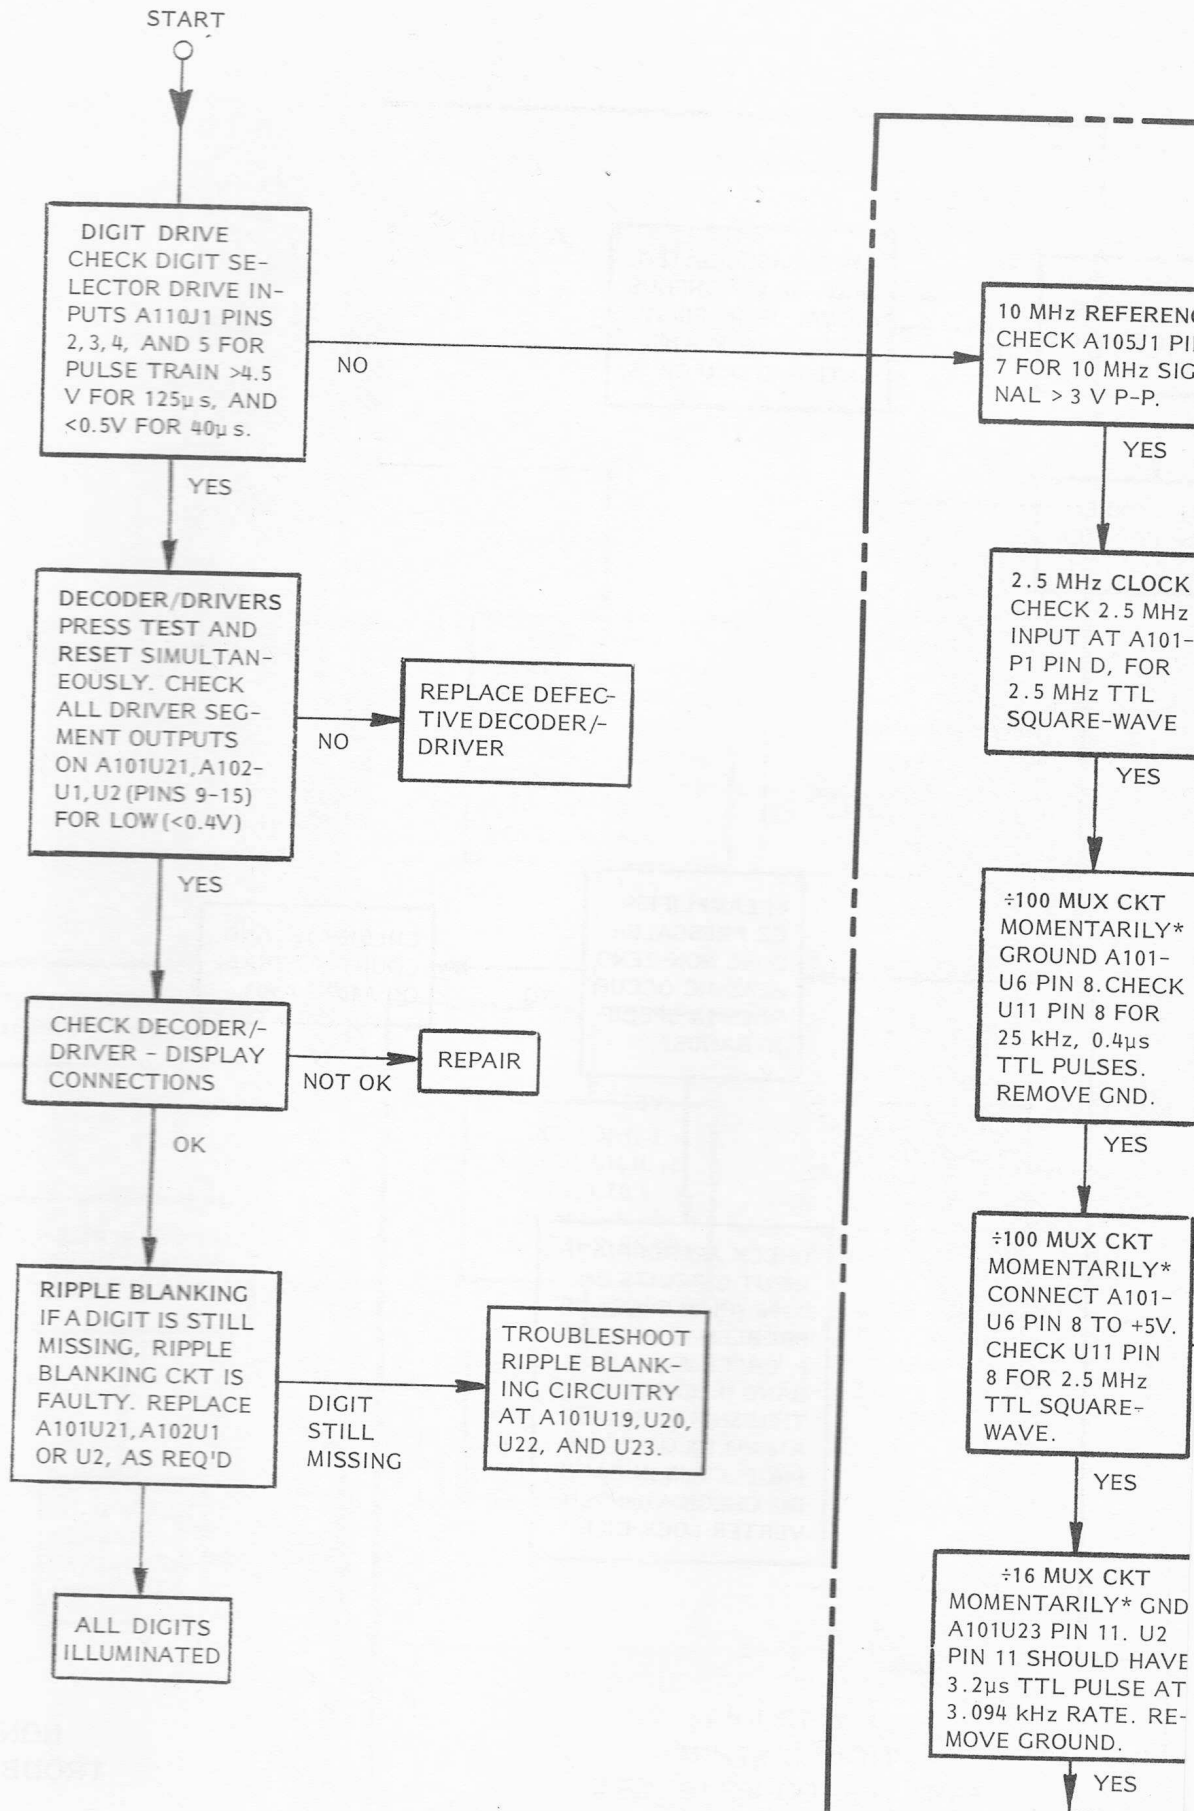 START
DIGIT DRIVE
CHECK DIGIT SE-
LECTOR DRIVE IN-
PUTS A110J1 PINS
2,3,4, AND 5 FOR
PULSE TRAIN >4.5
V FOR 125µs, AND
<0.5V FOR 40µs.
NO
YES
DECODER/DRIVERS
PRESS TEST AND
RESET SIMULTAN-
EOUSLY. CHECK
ALL DRIVER SEG-
MENT OUTPUTS
ON A101U21,A102-
U1,U2(PINS 9-15)
FOR LOW(<0.4V)
NO
REPLACE DEFEC-
TIVE DECODER/-
DRIVER
YES
CHECK DECODER/-
DRIVER - DISPLAY
CONNECTIONS
NOT OK
REPAIR
OK
RIPPLE BLANKING
IF A DIGIT IS STILL
MISSING, RIPPLE
BLANKING CKT IS
FAULTY. REPLACE
A101U21,A102U1
OR U2, AS REQ'D
DIGIT
STILL
MISSING
TROUBLESHOOT
RIPPLE BLANK-
ING CIRCUITRY
AT A101U19,U20,
U22, AND U23.
ALL DIGITS
ILLUMINATED
10 MHz REFERENC
CHECK A105J1 PI
7 FOR 10 MHz SIG
NAL > 3 V P-P.
YES
2.5 MHz CLOCK
CHECK 2.5 MHz
INPUT AT A101-
P1 PIN D, FOR
2.5 MHz TTL
SQUARE-WAVE
YES
÷100 MUX CKT
MOMENTARILY*
GROUND A101-
U6 PIN 8.CHECK
U11 PIN 8 FOR
25 kHz, 0.4µs
TTL PULSES.
REMOVE GND.
YES
÷100 MUX CKT
MOMENTARILY*
CONNECT A101-
U6 PIN 8 TO +5V.
CHECK U11 PIN
8 FOR 2.5 MHz
TTL SQUARE-
WAVE.
YES
÷16 MUX CKT
MOMENTARILY* GND
A101U23 PIN 11. U2
PIN 11 SHOULD HAVE
3.2µs TTL PULSE AT
3.094 kHz RATE. RE-
MOVE GROUND.
YES